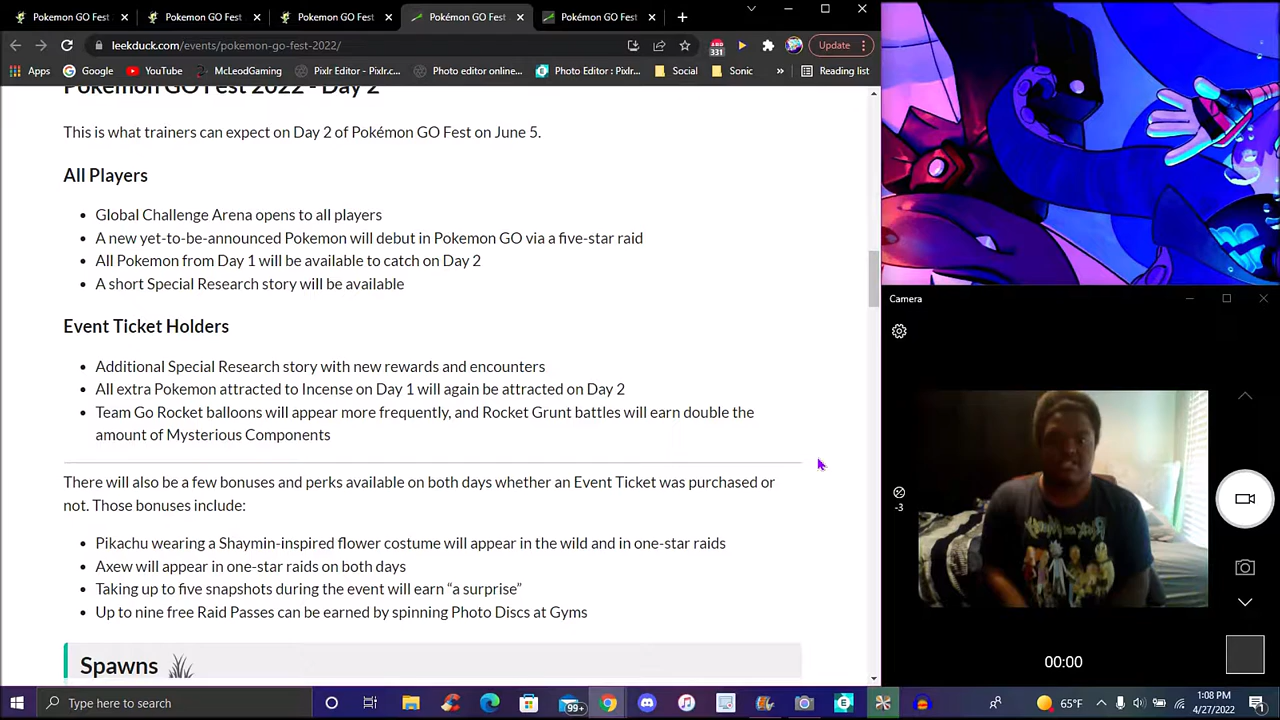 Pokemon GO Fest
Pokemon GO Fest
Pokemon GO Fest
Pokémon GO Fest
Pokémon GO Fest
leekduck.com/events/pokemon-go-fest-2022/
331
Update
Apps
Google
YouTube
McLeodGaming
Pixlr Editor - Pixlr.c...
Photo editor online...
Photo Editor : Pixlr...
Social
Sonic
»
Reading list
Pokemon GO Fest 2022 - Day 2
This is what trainers can expect on Day 2 of Pokémon GO Fest on June 5.
All Players
Global Challenge Arena opens to all players
A new yet-to-be-announced Pokemon will debut in Pokemon GO via a five-star raid
All Pokemon from Day 1 will be available to catch on Day 2
A short Special Research story will be available
Event Ticket Holders
Additional Special Research story with new rewards and encounters
All extra Pokemon attracted to Incense on Day 1 will again be attracted on Day 2
Team Go Rocket balloons will appear more frequently, and Rocket Grunt battles will earn double the
amount of Mysterious Components
There will also be a few bonuses and perks available on both days whether an Event Ticket was purchased or
not. Those bonuses include:
Pikachu wearing a Shaymin-inspired flower costume will appear in the wild and in one-star raids
Axew will appear in one-star raids on both days
Taking up to five snapshots during the event will earn “a surprise”
Up to nine free Raid Passes can be earned by spinning Photo Discs at Gyms
Spawns
Camera
-3
00:00
Type here to search
99+
65°F
1:08 PM
4/27/2022